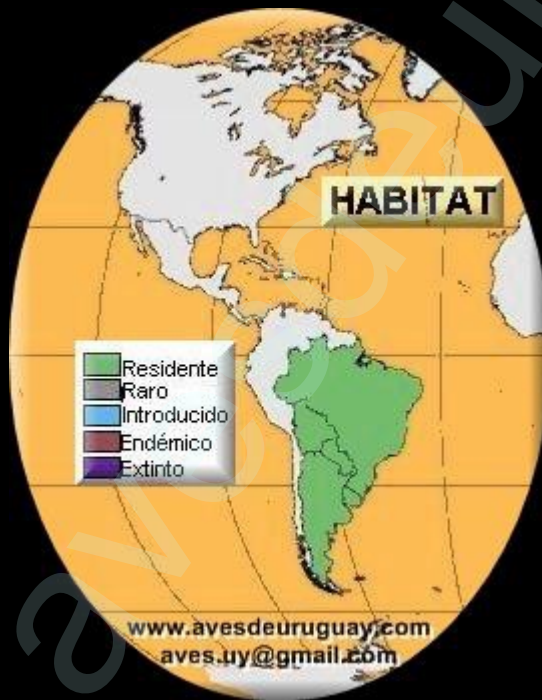 HABITAT
Residente
Raro
Introducido
Endémico
Extinto
www.avesdeuruguay.com
aves.uy@gmail.com